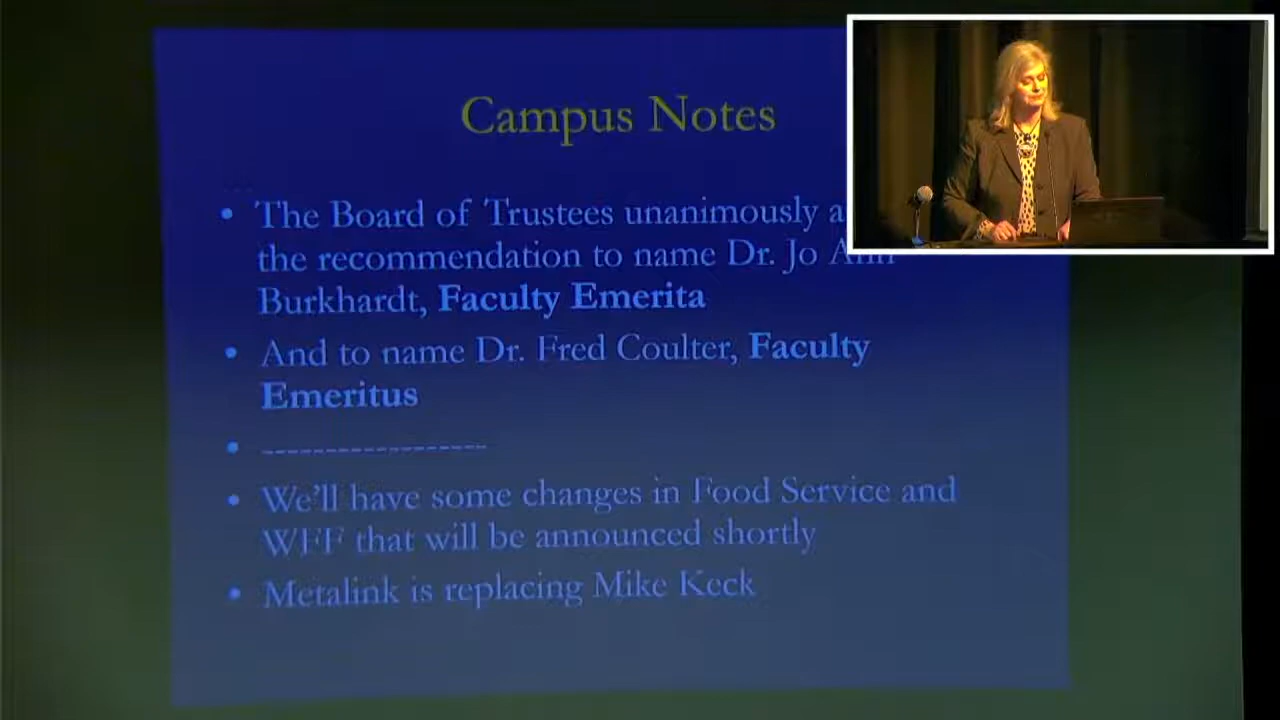 Campus Notes
• The Board of Trustees unanimously
the recommendation to name Dr. Jo Ann
Burkhardt, Faculty Emerita
• And to name Dr. Fred Coulter, Faculty
Emeritus
• -------------------
• We'll have some changes in Food Service and
WFF that will be announced shortly
• Metalink is replacing Mike Keck